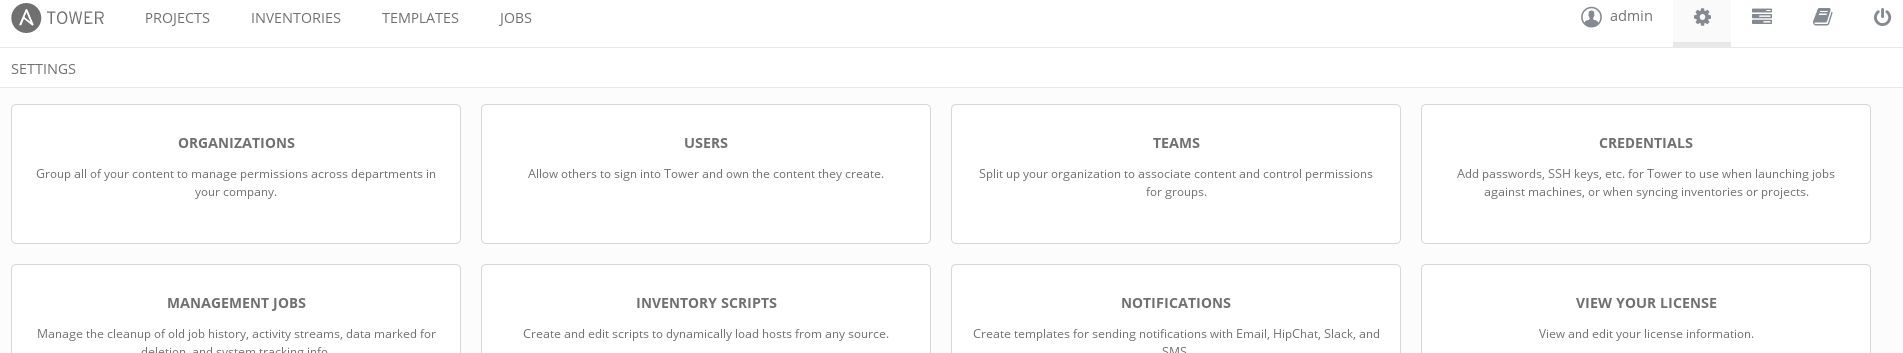 TOWER PROJECTS INVENTORIES TEMPLATES JOBS admin
SETTINGS
ORGANIZATIONS
Group all of your content to manage permissions across departments in
your company.
USERS
Allow others to sign into Tower and own the content they create.
TEAMS
Split up your organization to associate content and control permissions
for groups.
CREDENTIALS
Add passwords, SSH keys, etc. for Tower to use when launching jobs
against machines, or when syncing inventories or projects.
MANAGEMENT JOBS
Manage the cleanup of old job history, activity streams, data marked for
deletion, and system tracking info.
INVENTORY SCRIPTS
Create and edit scripts to dynamically load hosts from any source.
NOTIFICATIONS
Create templates for sending notifications with Email, HipChat, Slack, and
SMS.
VIEW YOUR LICENSE
View and edit your license information.